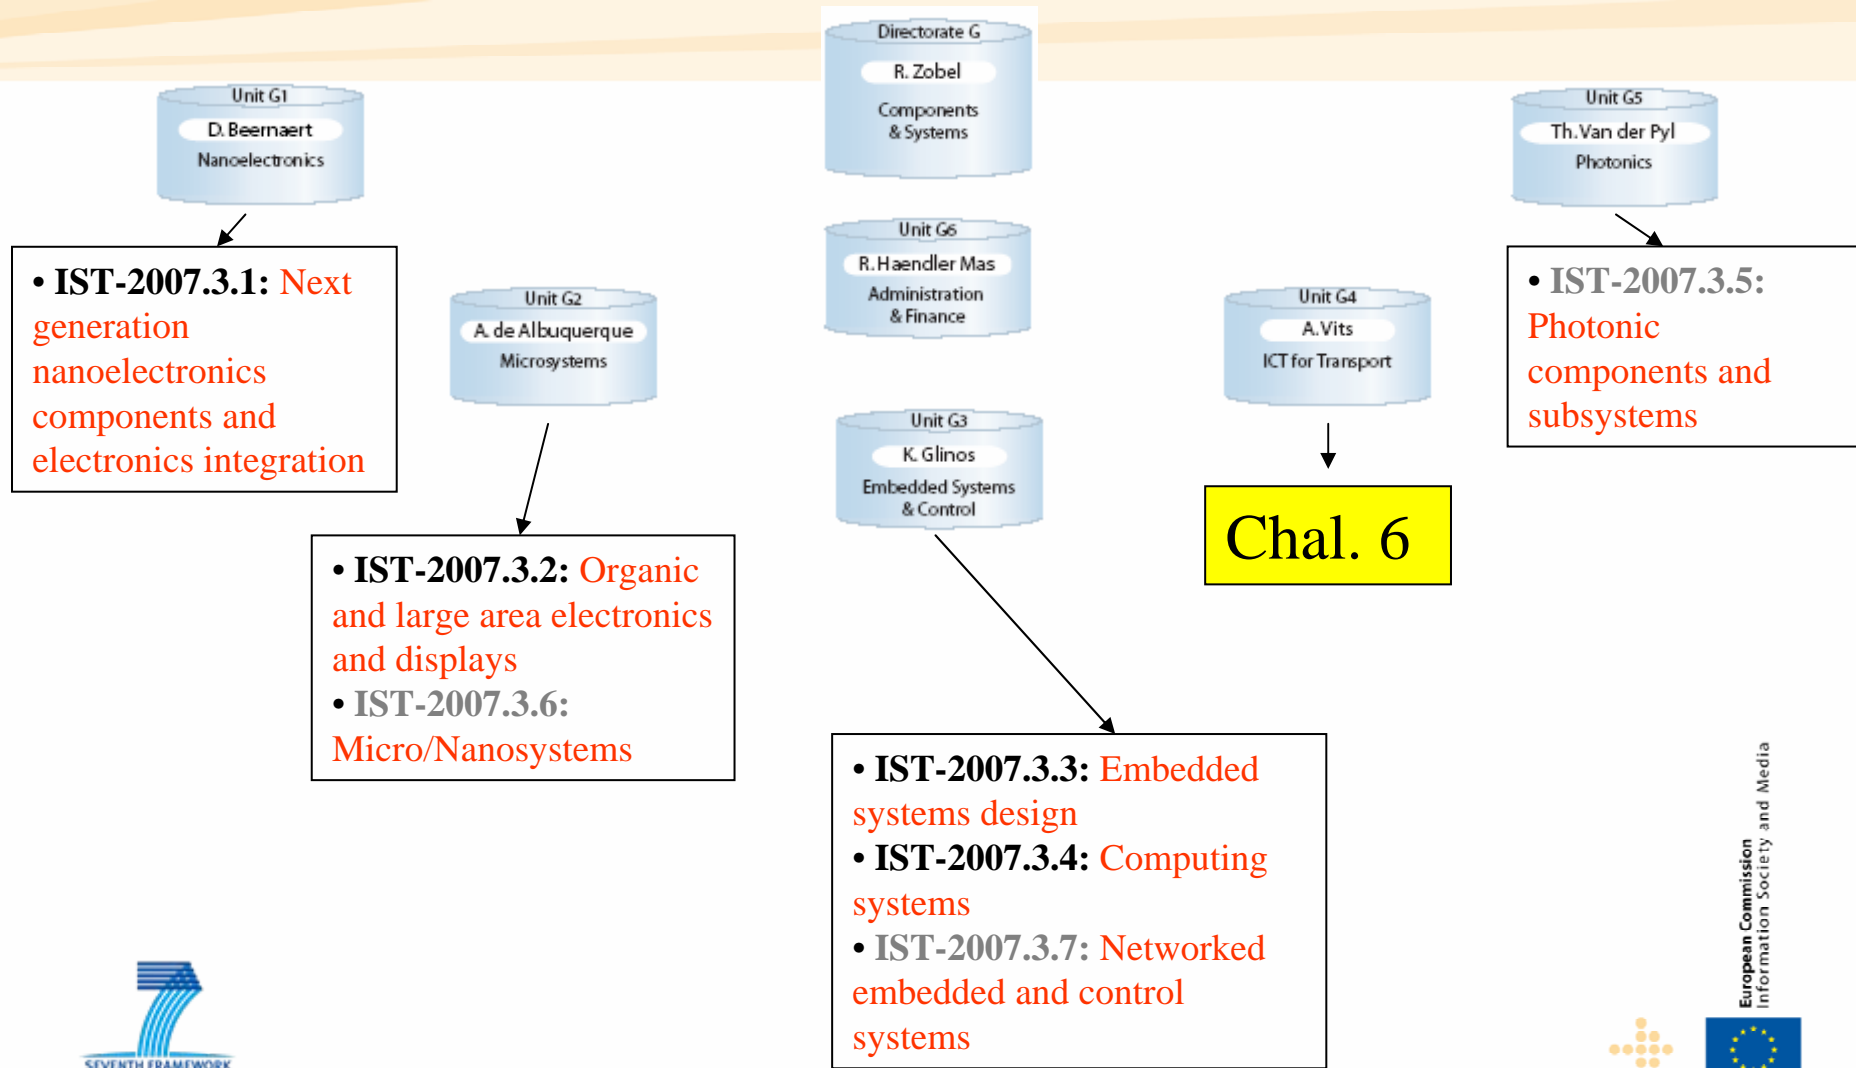 Directorate G
R. Zobel
Components
& Systems
Unit G1
D. Beernaert
Nanoelectronics
Unit G5
Th. Van der Pyl
Photonics
Unit G6
R. Haendler Mas
Administration
& Finance
• IST-2007.3.1: Next
generation
nanoelectronics
components and
electronics integration
Unit G2
A. de Albuquerque
Microsystems
Unit G4
A. Vits
ICT for Transport
• IST-2007.3.5:
Photonic
components and
subsystems
Unit G3
K. Glinos
Embedded Systems
& Control
Chal. 6
• IST-2007.3.2: Organic
and large area electronics
and displays
• IST-2007.3.6:
Micro/Nanosystems
• IST-2007.3.3: Embedded
systems design
• IST-2007.3.4: Computing
systems
• IST-2007.3.7: Networked
embedded and control
systems
European Commission
Information Society and Media
SEVENTH FRAMEWORK